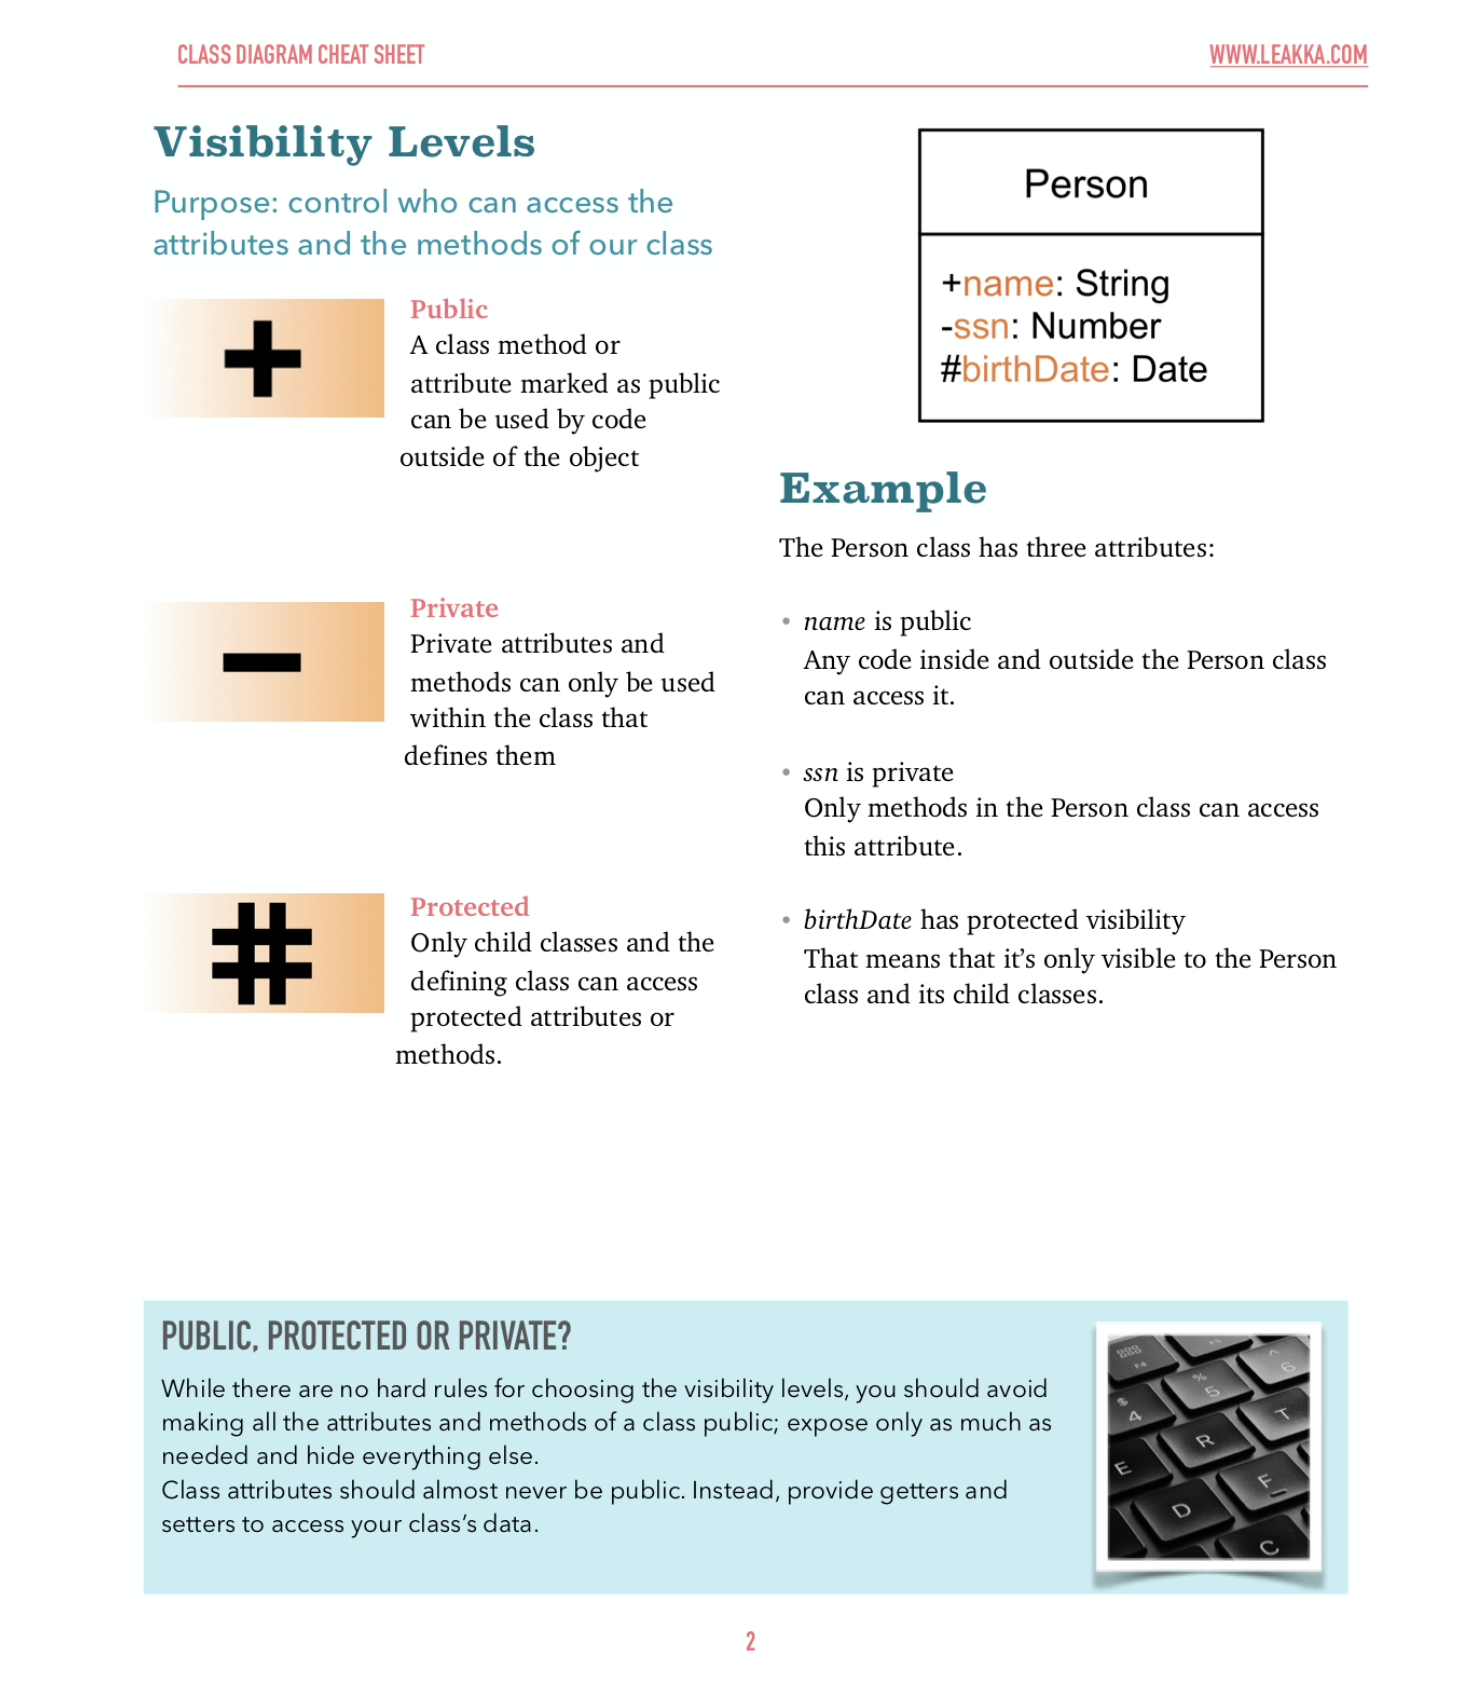 CLASS DIAGRAM CHEAT SHEET
WWW.LEAKKA.COM
Visibility Levels
Purpose: control who can access the
attributes and the methods of our class
+
Public
A class method or
attribute marked as public
can be used by code
outside of the object
-
Private
Private attributes and
methods can only be used
within the class that
defines them
#
Protected
Only child classes and the
defining class can access
protected attributes or
methods.
Person
+name: String
-ssn: Number
#birthDate: Date
Example
The Person class has three attributes:
• name is public
Any code inside and outside the Person class
can access it.
• ssn is private
Only methods in the Person class can access
this attribute.
• birthDate has protected visibility
That means that it’s only visible to the Person
class and its child classes.
PUBLIC, PROTECTED OR PRIVATE?
While there are no hard rules for choosing the visibility levels, you should avoid
making all the attributes and methods of a class public; expose only as much as
needed and hide everything else.
Class attributes should almost never be public. Instead, provide getters and
setters to access your class’s data.
F4
F5
^
6
%
5
$
4
T
R
E
F
D
C
2